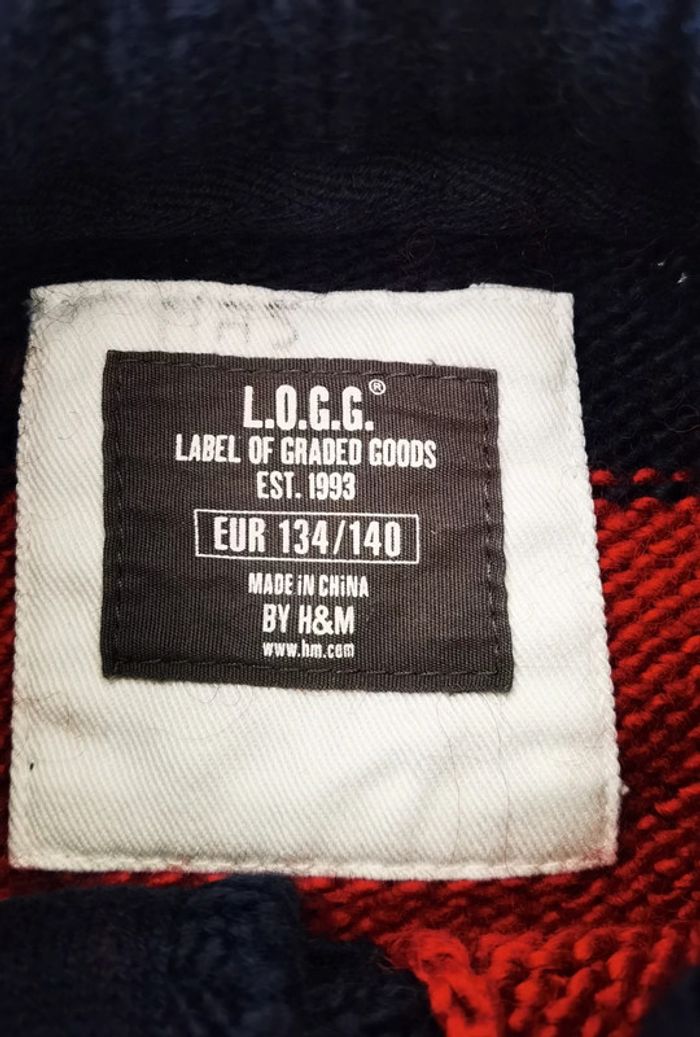 L.O.G.G.®
LABEL OF GRADED GOODS
EST. 1993
EUR 134/140
MADE iN CHiNA
BY H&M
www.hm.com